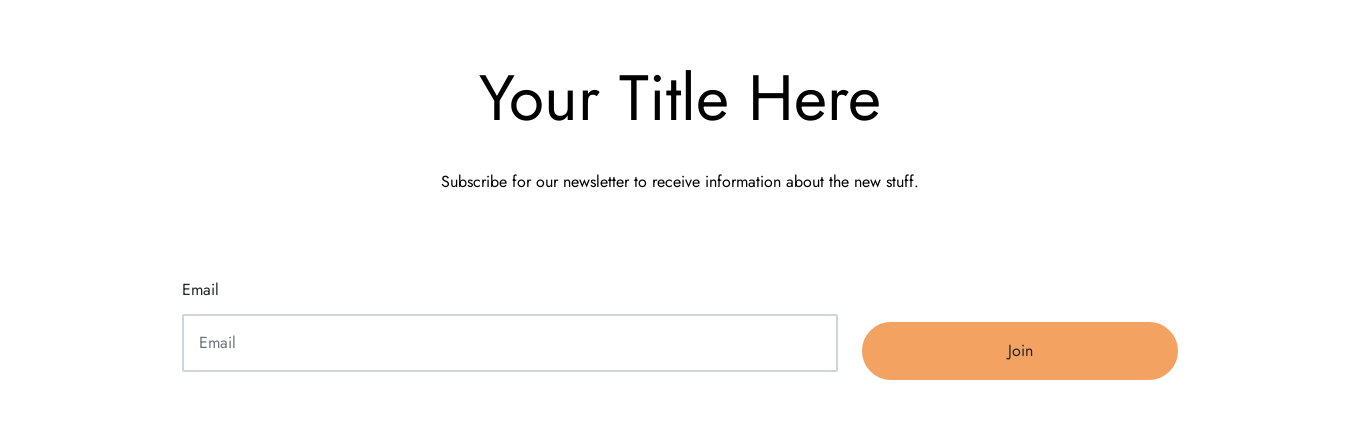 Your Title Here
Subscribe for our newsletter to receive information about the new stuff.
Email
Email
Join